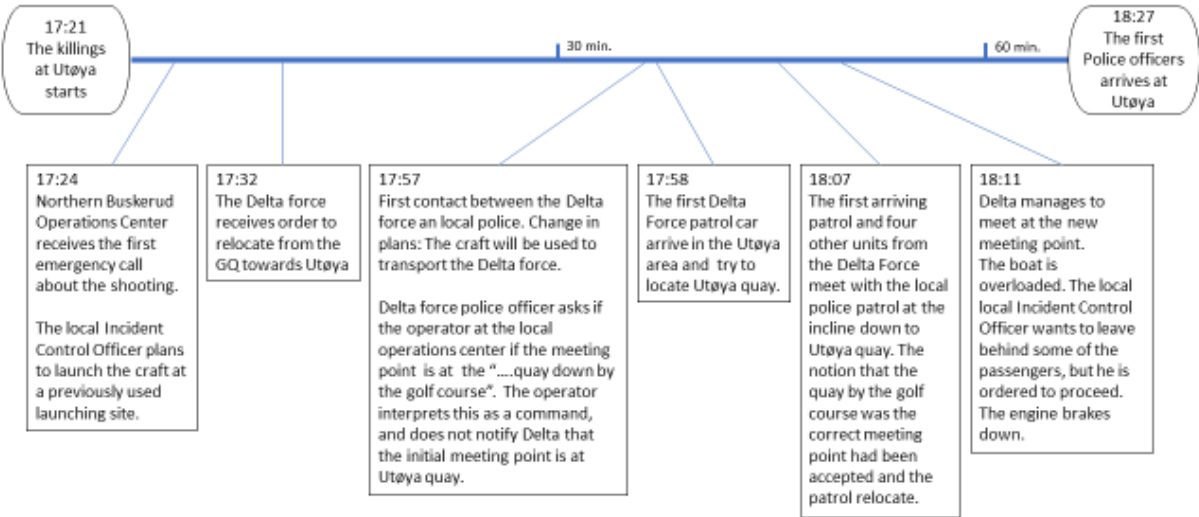 17:21
The killings
at Utøya
starts
30 min.
60 min.
18:27
The first
Police officers
arrives at
Utøya
17:24
Northern Buskerud
Operations Center
receives the first
emergency call
about the shooting.
The local Incident
Control Officer plans
to launch the craft at
a previously used
launching site.
17:32
The Delta force
receives order to
relocate from the
GQ towards Utøya
17:57
First contact between the Delta
force an local police. Change in
plans: The craft will be used to
transport the Delta force.
Delta force police officer asks if
the operator at the local
operations center if the meeting
point is at the “....quay down by
the golf course”. The operator
interprets this as a command,
and does not notify Delta that
the initial meeting point is at
Utøya quay.
17:58
The first Delta
Force patrol car
arrive in the Utøya
area and try to
locate Utøya quay.
18:07
The first arriving
patrol and four
other units from
the Delta Force
meet with the local
police patrol at the
incline down to
Utøya quay. The
notion that the
quay by the golf
course was the
correct meeting
point had been
accepted and the
patrol relocate.
18:11
Delta manages to
meet at the new
meeting point.
The boat is
overloaded. The local
local Incident Control
Officer wants to leave
behind some of the
passengers, but he is
ordered to proceed.
The engine brakes
down.